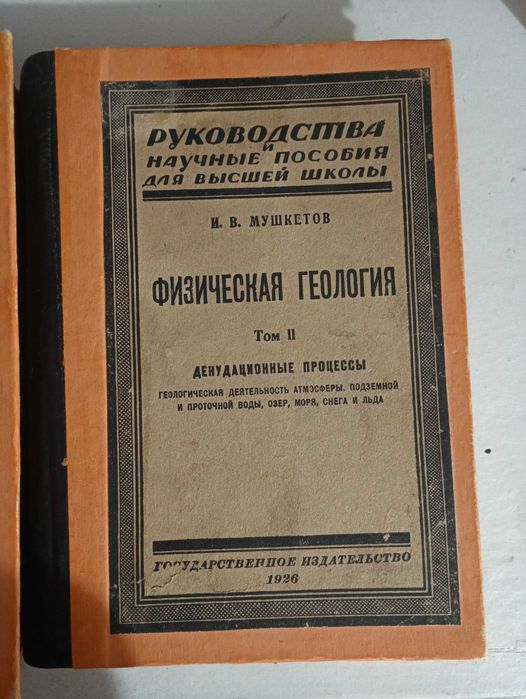 РУКОВОДСТВА
И
НАУЧНЫЕ ПОСОБИЯ
ДЛЯ ВЫСШЕЙ ШКОЛЫ
И. В. МУШКЕТОВ
ФИЗИЧЕСКАЯ ГЕОЛОГИЯ
Том II
ДЕНУДАЦИОННЫЕ ПРОЦЕССЫ
ГЕОЛОГИЧЕСКАЯ ДЕЯТЕЛЬНОСТЬ АТМОСФЕРЫ, ПОДЗЕМНОЙ
И ПРОТОЧНОЙ ВОДЫ, ОЗЕР, МОРЯ, СНЕГА И ЛЬДА
ГОСУДАРСТВЕННОЕ ИЗДАТЕЛЬСТВО
1926